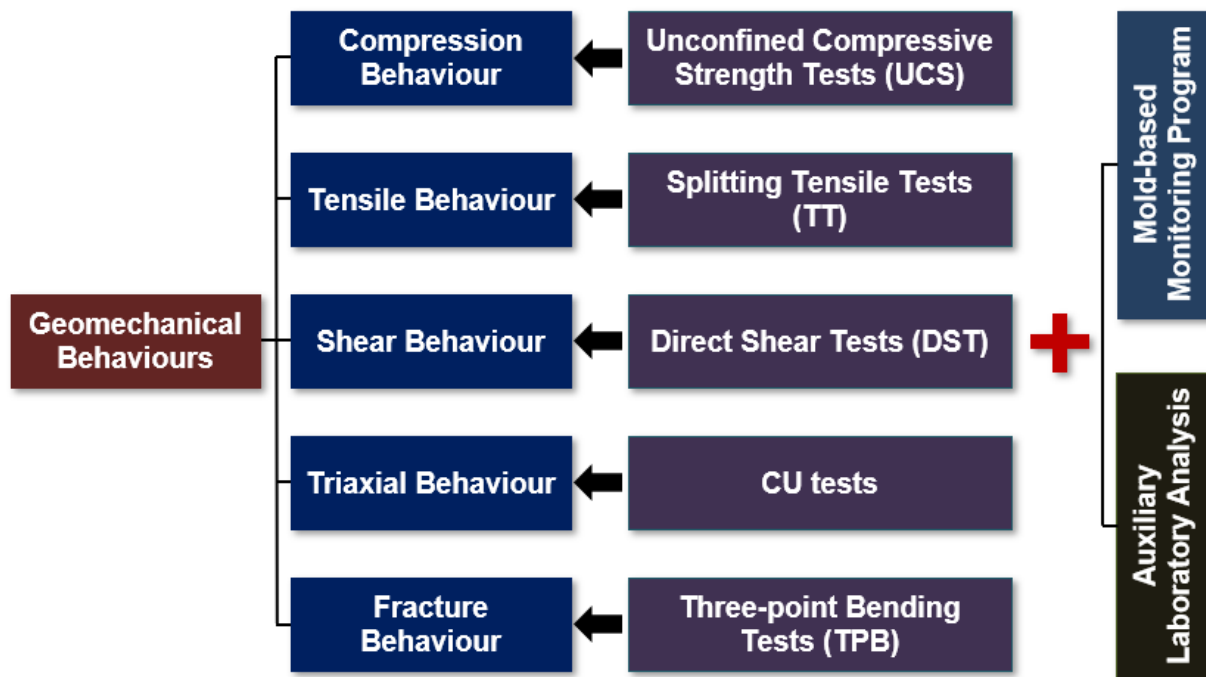 Compression
Behaviour
Unconfined Compressive
Strength Tests (UCS)
Tensile Behaviour
Splitting Tensile Tests
(TT)
Geomechanical
Behaviours
Shear Behaviour
Direct Shear Tests (DST)
Triaxial Behaviour
CU tests
Fracture
Behaviour
Three-point Bending
Tests (TPB)
Mold-based
Monitoring Program
Auxiliary
Laboratory Analysis